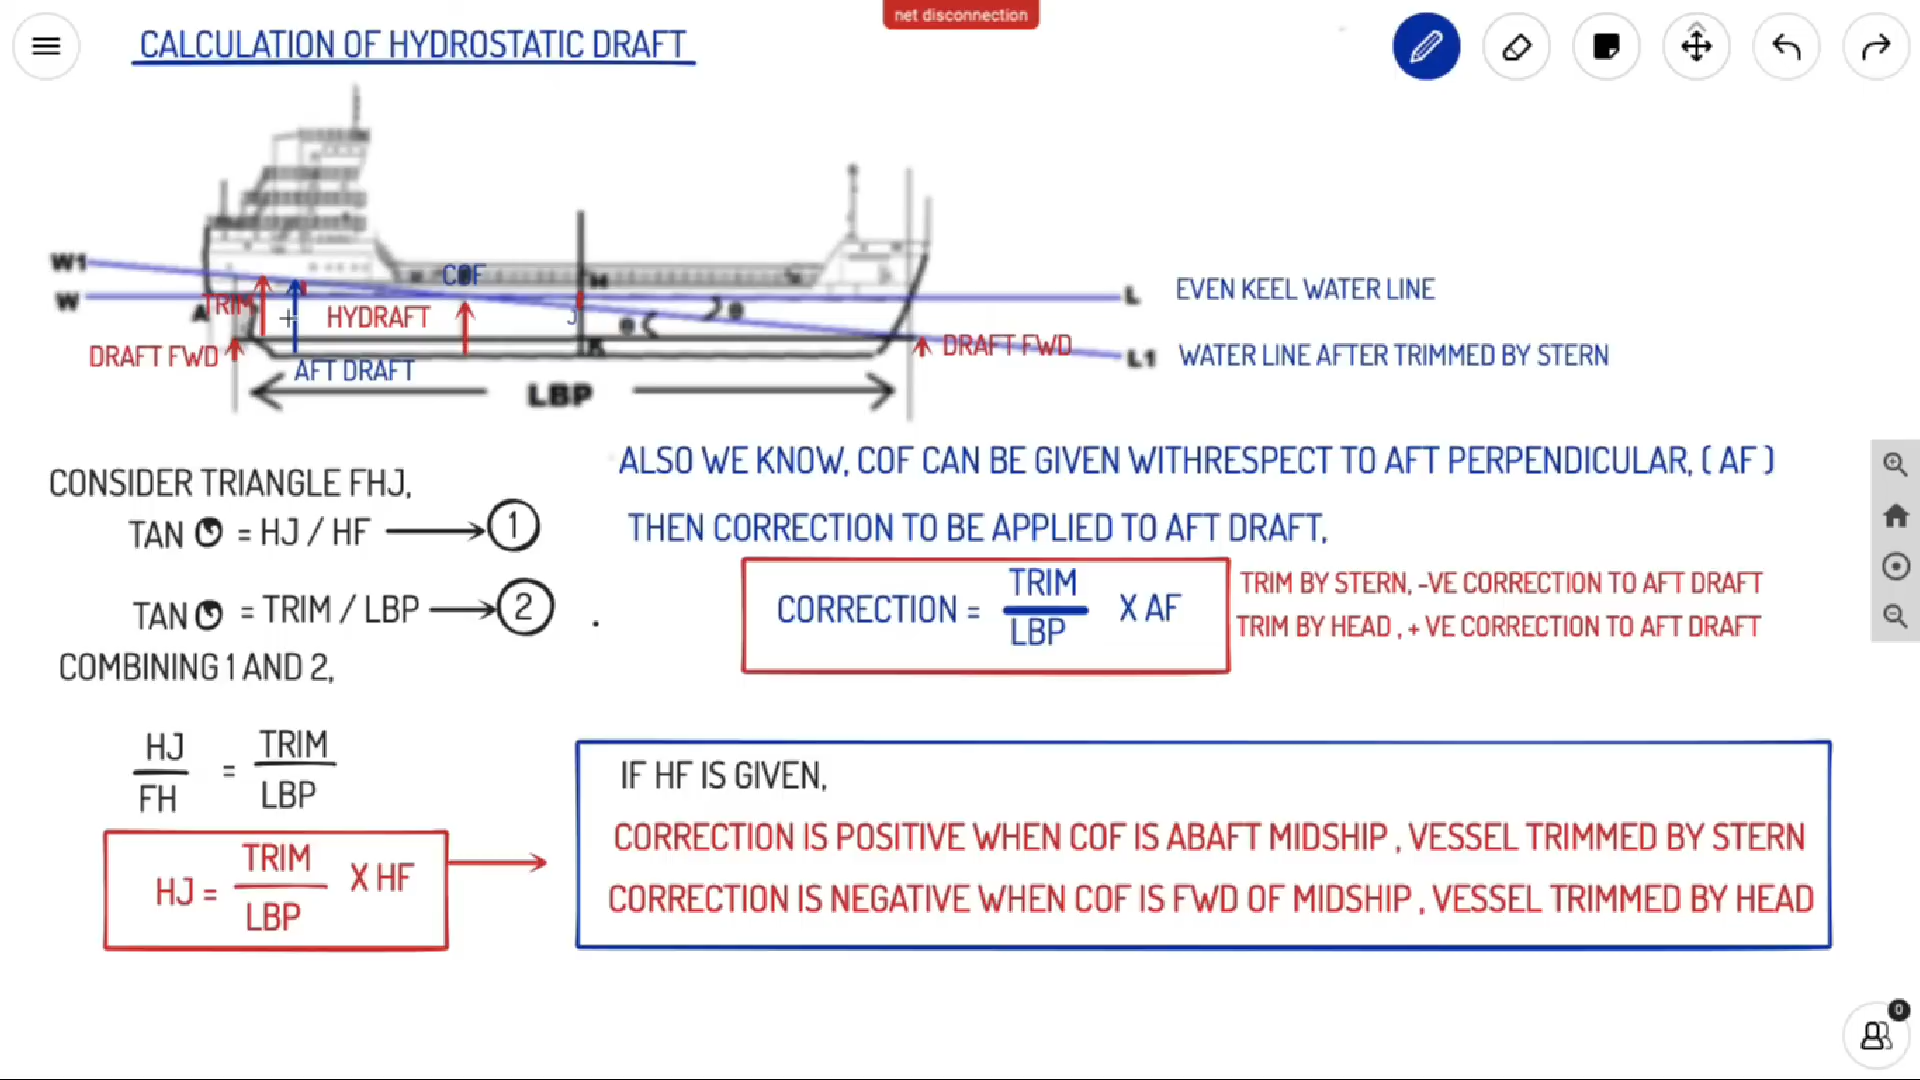 net disconnection
CALCULATION OF HYDROSTATIC DRAFT
W1
COF
H
W
L
EVEN KEEL WATER LINE
A
TRIM
HYDRAFT
J
θ
θ
K
DRAFT FWD
AFT DRAFT
DRAFT FWD
L1
WATER LINE AFTER TRIMMED BY STERN
LBP
CONSIDER TRIANGLE FHJ,
TAN = HJ / HF 1
TAN = TRIM / LBP 2
COMBINING 1 AND 2,
HJ
FH
=
TRIM
LBP
HJ = TRIM
LBP
X HF
ALSO WE KNOW, COF CAN BE GIVEN WITHRESPECT TO AFT PERPENDICULAR, ( AF )
THEN CORRECTION TO BE APPLIED TO AFT DRAFT,
CORRECTION = TRIM
LBP
X AF
TRIM BY STERN, -VE CORRECTION TO AFT DRAFT
TRIM BY HEAD , + VE CORRECTION TO AFT DRAFT
IF HF IS GIVEN,
CORRECTION IS POSITIVE WHEN COF IS ABAFT MIDSHIP , VESSEL TRIMMED BY STERN
CORRECTION IS NEGATIVE WHEN COF IS FWD OF MIDSHIP , VESSEL TRIMMED BY HEAD
0